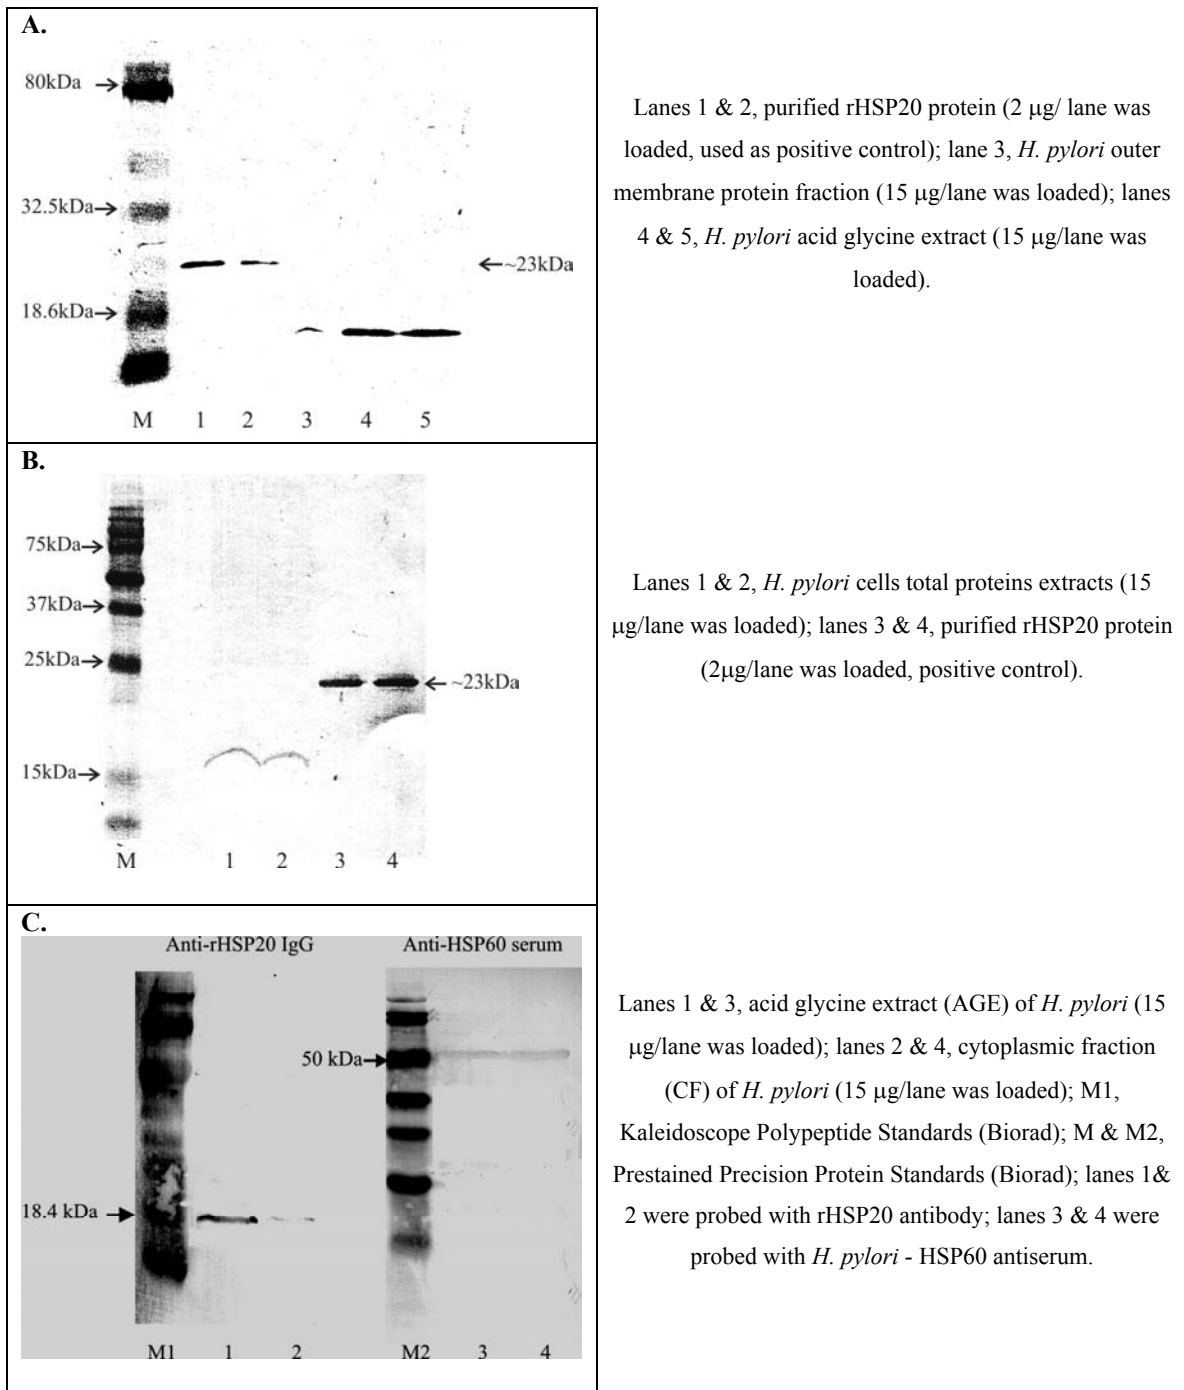 A.
80kDa
32.5kDa
~23kDa
18.6kDa
M 1 2 3 4 5
Lanes 1 & 2, purified rHSP20 protein (2 μg/ lane was
loaded, used as positive control); lane 3, H. pylori outer
membrane protein fraction (15 μg/lane was loaded); lanes
4 & 5, H. pylori acid glycine extract (15 μg/lane was
loaded).
B.
75kDa
37kDa
25kDa
~23kDa
15kDa
M 1 2 3 4
Lanes 1 & 2, H. pylori cells total proteins extracts (15
μg/lane was loaded); lanes 3 & 4, purified rHSP20 protein
(2μg/lane was loaded, positive control).
C.
Anti-rHSP20 IgG Anti-HSP60 serum
50 kDa
18.4 kDa
M1 1 2 M2 3 4
Lanes 1 & 3, acid glycine extract (AGE) of H. pylori (15
μg/lane was loaded); lanes 2 & 4, cytoplasmic fraction
(CF) of H. pylori (15 μg/lane was loaded); M1,
Kaleidoscope Polypeptide Standards (Biorad); M & M2,
Prestained Precision Protein Standards (Biorad); lanes 1&
2 were probed with rHSP20 antibody; lanes 3 & 4 were
probed with H. pylori - HSP60 antiserum.